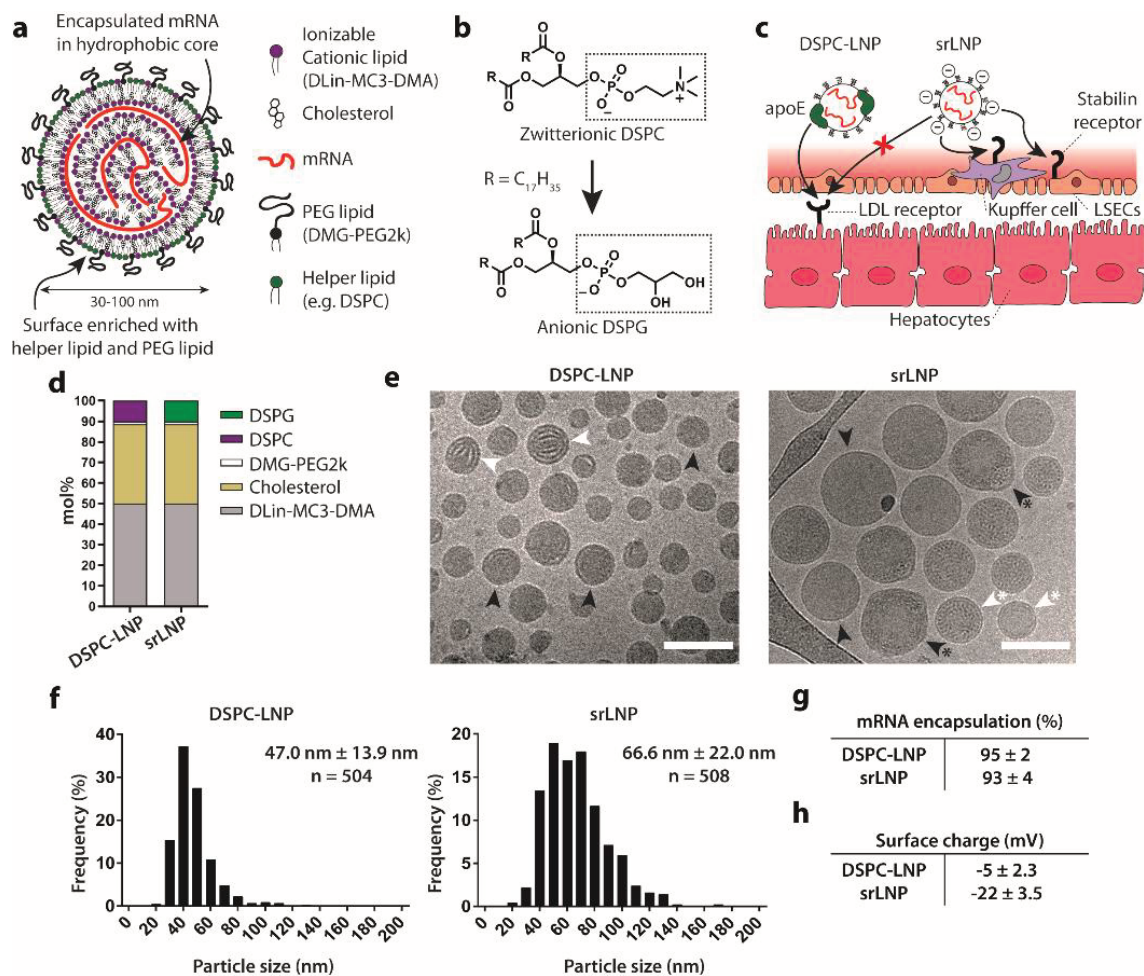 a
Encapsulated mRNA
in hydrophobic core
Ionizable
Cationic lipid
(DLin-MC3-DMA)
Cholesterol
mRNA
PEG lipid
(DMG-PEG2k)
Helper lipid
(e.g. DSPC)
30-100 nm
Surface enriched with
helper lipid and PEG lipid
b
R
O
O
O
R
O
O
P
O
O
N
+
−
Zwitterionic DSPC
R = C₁₇H₃₅
R
O
O
O
R
O
O
P
O
−O
O
OH
OH
Anionic DSPG
c
DSPC-LNP
srLNP
apoE
Stabilin
receptor
LDL receptor
Kupffer cell
LSECs
Hepatocytes
d
mol%
100
90
80
70
60
50
40
30
20
10
0
DSPC-LNP
srLNP
DSPG
DSPC
DMG-PEG2k
Cholesterol
DLin-MC3-DMA
e
DSPC-LNP
srLNP
*
*
*
*
f
DSPC-LNP
47.0 nm ± 13.9 nm
n = 504
Frequency (%)
40
30
20
10
0
0 20 40 60 80 100 120 140 160 180 200
Particle size (nm)
srLNP
66.6 nm ± 22.0 nm
n = 508
Frequency (%)
20
15
10
5
0
0 20 40 60 80 100 120 140 160 180 200
Particle size (nm)
g
mRNA encapsulation (%)
DSPC-LNP 95 ± 2
srLNP 93 ± 4
h
Surface charge (mV)
DSPC-LNP -5 ± 2.3
srLNP -22 ± 3.5